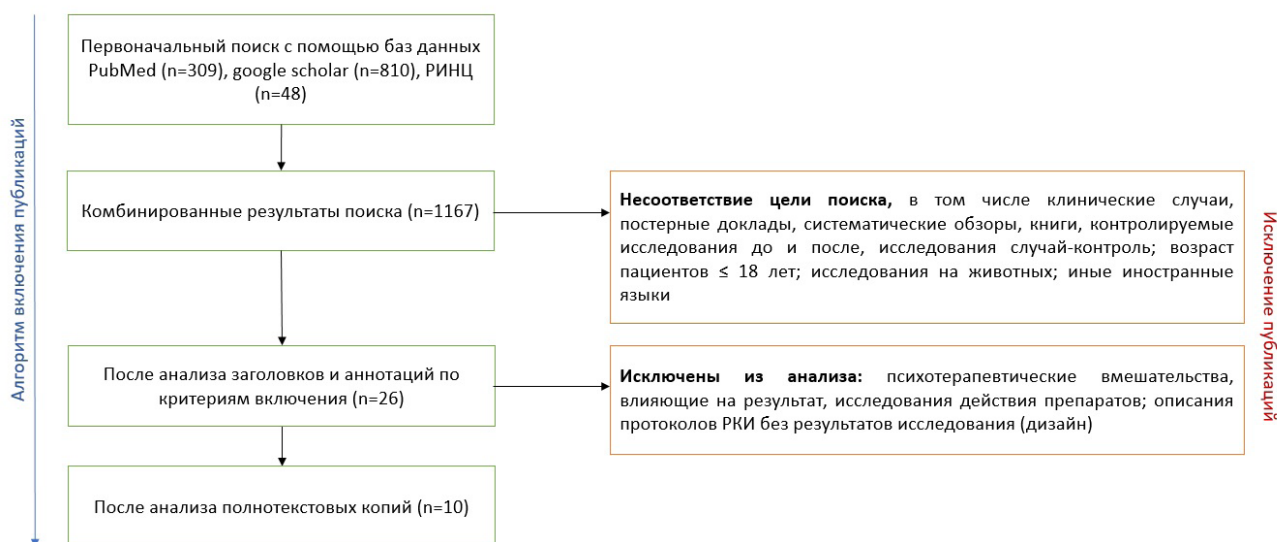 Алгоритм включения публикаций
Первоначальный поиск с помощью баз данных
PubMed (n=309), google scholar (n=810), РИНЦ
(n=48)
Комбинированные результаты поиска (n=1167)
Несоответствие цели поиска, в том числе клинические случаи,
постерные доклады, систематические обзоры, книги, контролируемые
исследования до и после, исследования случай-контроль; возраст
пациентов ≤ 18 лет; исследования на животных; иные иностранные
языки
После анализа заголовков и аннотаций по
критериям включения (n=26)
Исключены из анализа: психотерапевтические вмешательства,
влияющие на результат, исследования действия препаратов; описания
протоколов РКИ без результатов исследования (дизайн)
После анализа полнотекстовых копий (n=10)
Исключение публикаций